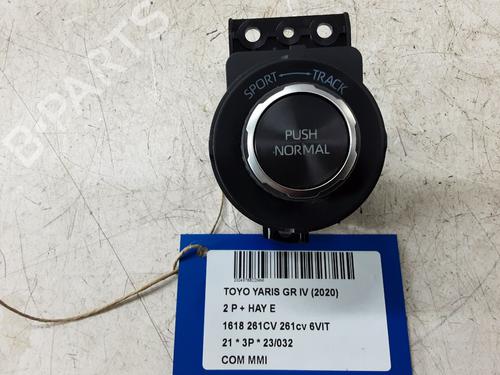 SPORT TRACK
PUSH
NORMAL
B-PARTS
TOYO YARIS GR IV (2020)
2 P + HAY E
1618 261CV 261cv 6VIT
21 * 3P * 23/032
COM MMI